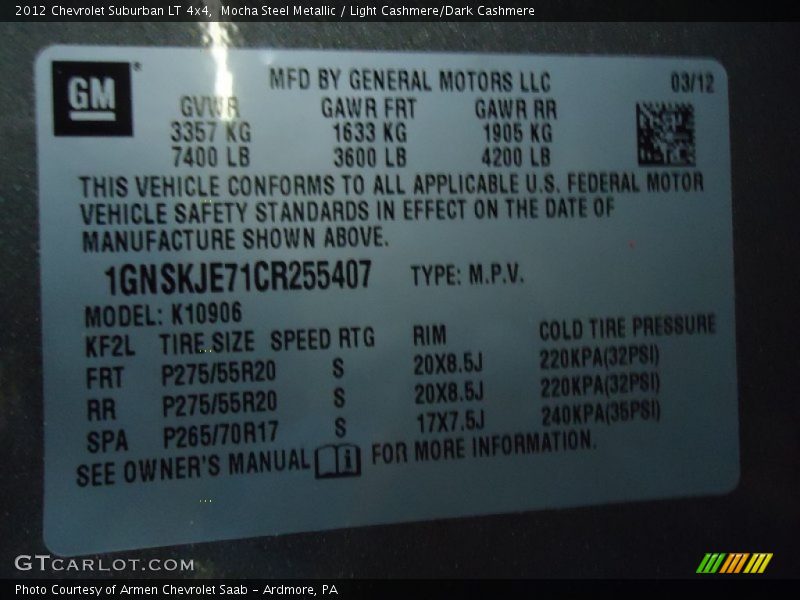 2012 Chevrolet Suburban LT 4x4, Mocha Steel Metallic / Light Cashmere/Dark Cashmere
GM
MFD BY GENERAL MOTORS LLC 03/12
GVWR GAWR FRT GAWR RR
3357 KG 1633 KG 1905 KG
7400 LB 3600 LB 4200 LB
THIS VEHICLE CONFORMS TO ALL APPLICABLE U.S. FEDERAL MOTOR
VEHICLE SAFETY STANDARDS IN EFFECT ON THE DATE OF
MANUFACTURE SHOWN ABOVE.
1GNSKJE71CR255407 TYPE: M.P.V.
MODEL: K10906
KF2L TIRE SIZE SPEED RTG RIM COLD TIRE PRESSURE
FRT P275/55R20 S 20X8.5J 220KPA(32PSI)
RR P275/55R20 S 20X8.5J 220KPA(32PSI)
SPA P265/70R17 S 17X7.5J 240KPA(35PSI)
SEE OWNER'S MANUAL FOR MORE INFORMATION.
GTCARLOT.COM
Photo Courtesy of Armen Chevrolet Saab - Ardmore, PA